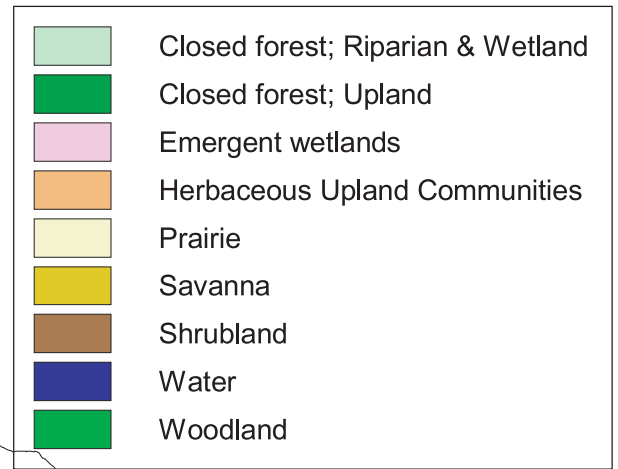 Closed forest; Riparian & Wetland
Closed forest; Upland
Emergent wetlands
Herbaceous Upland Communities
Prairie
Savanna
Shrubland
Water
Woodland